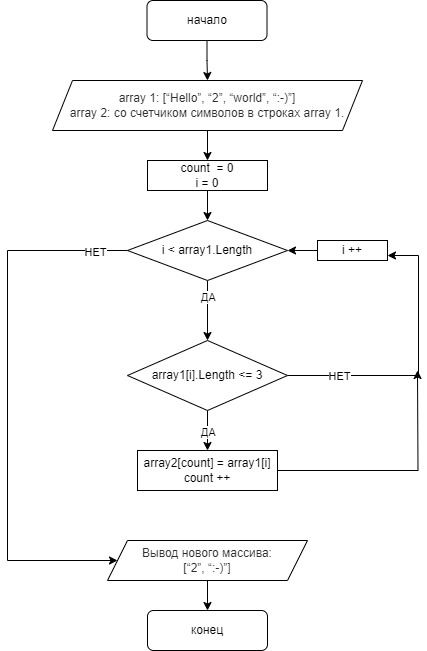 начало
array 1: [“Hello”, “2”, “world”, “:-)”]
array 2: со счетчиком символов в строках array 1.
count = 0
i = 0
i < array1.Length
i ++
НЕТ
ДА
array1[i].Length <= 3
НЕТ
ДА
array2[count] = array1[i]
count ++
Вывод нового массива:
[“2”, “:-)”]
конец